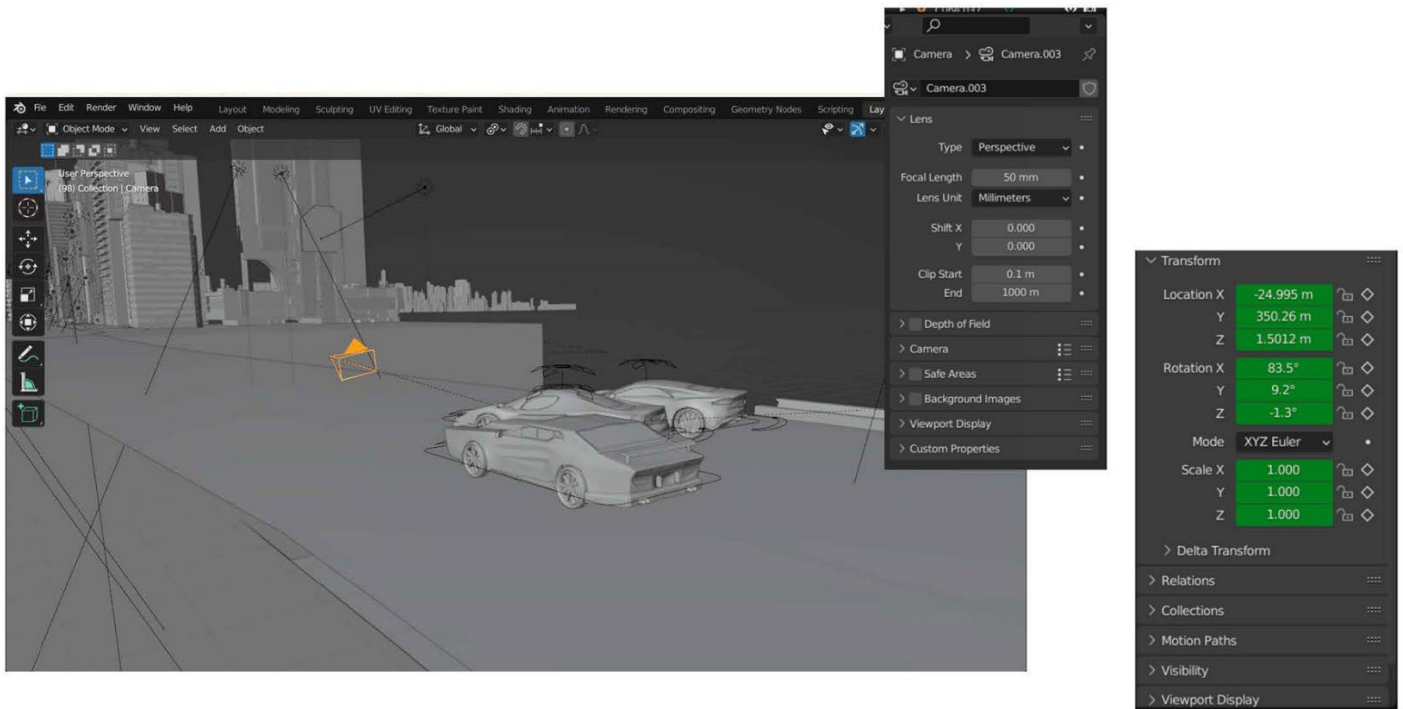 Camera > Camera.003
Camera.003
File Edit Render Window Help Layout Modeling Sculpting UV Editing Texture Paint Shading Animation Rendering Compositing Geometry Nodes Scripting Lay
Object Mode View Select Add Object Global
User Perspective
(98) Collection | Camera
Lens
Type Perspective
Focal Length 50 mm
Lens Unit Millimeters
Shift X 0.000
Y 0.000
Clip Start 0.1 m
End 1000 m
Depth of Field
Camera
Safe Areas
Background Images
Viewport Display
Custom Properties
Transform
Location X -24.995 m
Y 350.26 m
Z 1.5012 m
Rotation X 83.5°
Y 9.2°
Z -1.3°
Mode XYZ Euler
Scale X 1.000
Y 1.000
Z 1.000
Delta Transform
Relations
Collections
Motion Paths
Visibility
Viewport Display